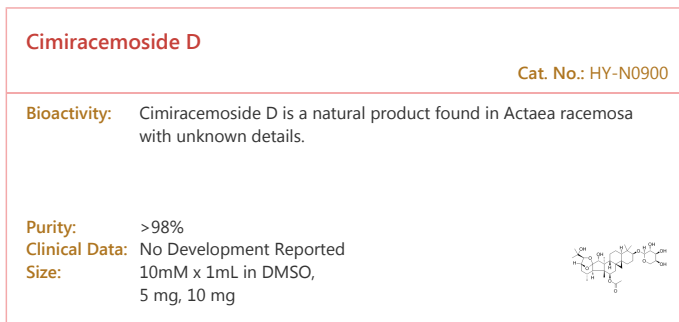 Cimiracemoside D
Cat. No.: HY-N0900
Bioactivity: Cimiracemoside D is a natural product found in Actaea racemosa
with unknown details.
Purity: >98%
Clinical Data: No Development Reported
Size: 10mM x 1mL in DMSO,
5 mg, 10 mg